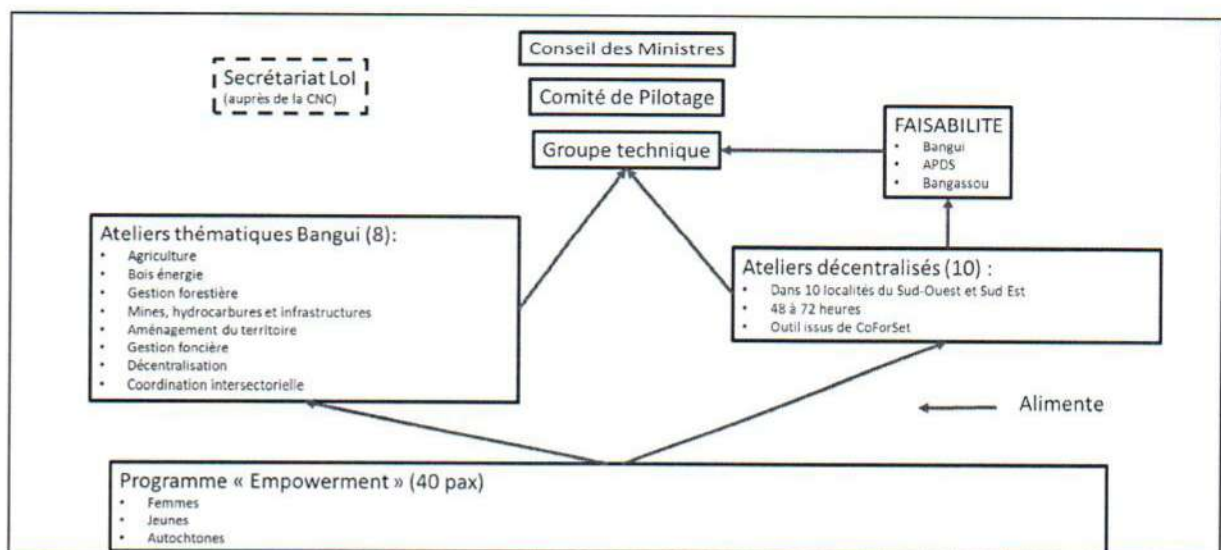 Conseil des Ministres
Secrétariat LoI
(auprès de la CNC)
Comité de Pilotage
Groupe technique
FAISABILITE
• Bangui
• APDS
• Bangassou
Ateliers thématiques Bangui (8):
• Agriculture
• Bois énergie
• Gestion forestière
• Mines, hydrocarbures et infrastructures
• Aménagement du territoire
• Gestion foncière
• Décentralisation
• Coordination intersectorielle
Ateliers décentralisés (10) :
• Dans 10 localités du Sud-Ouest et Sud Est
• 48 à 72 heures
• Outil issus de CoForSet
Alimente
Programme « Empowerment » (40 pax)
• Femmes
• Jeunes
• Autochtones